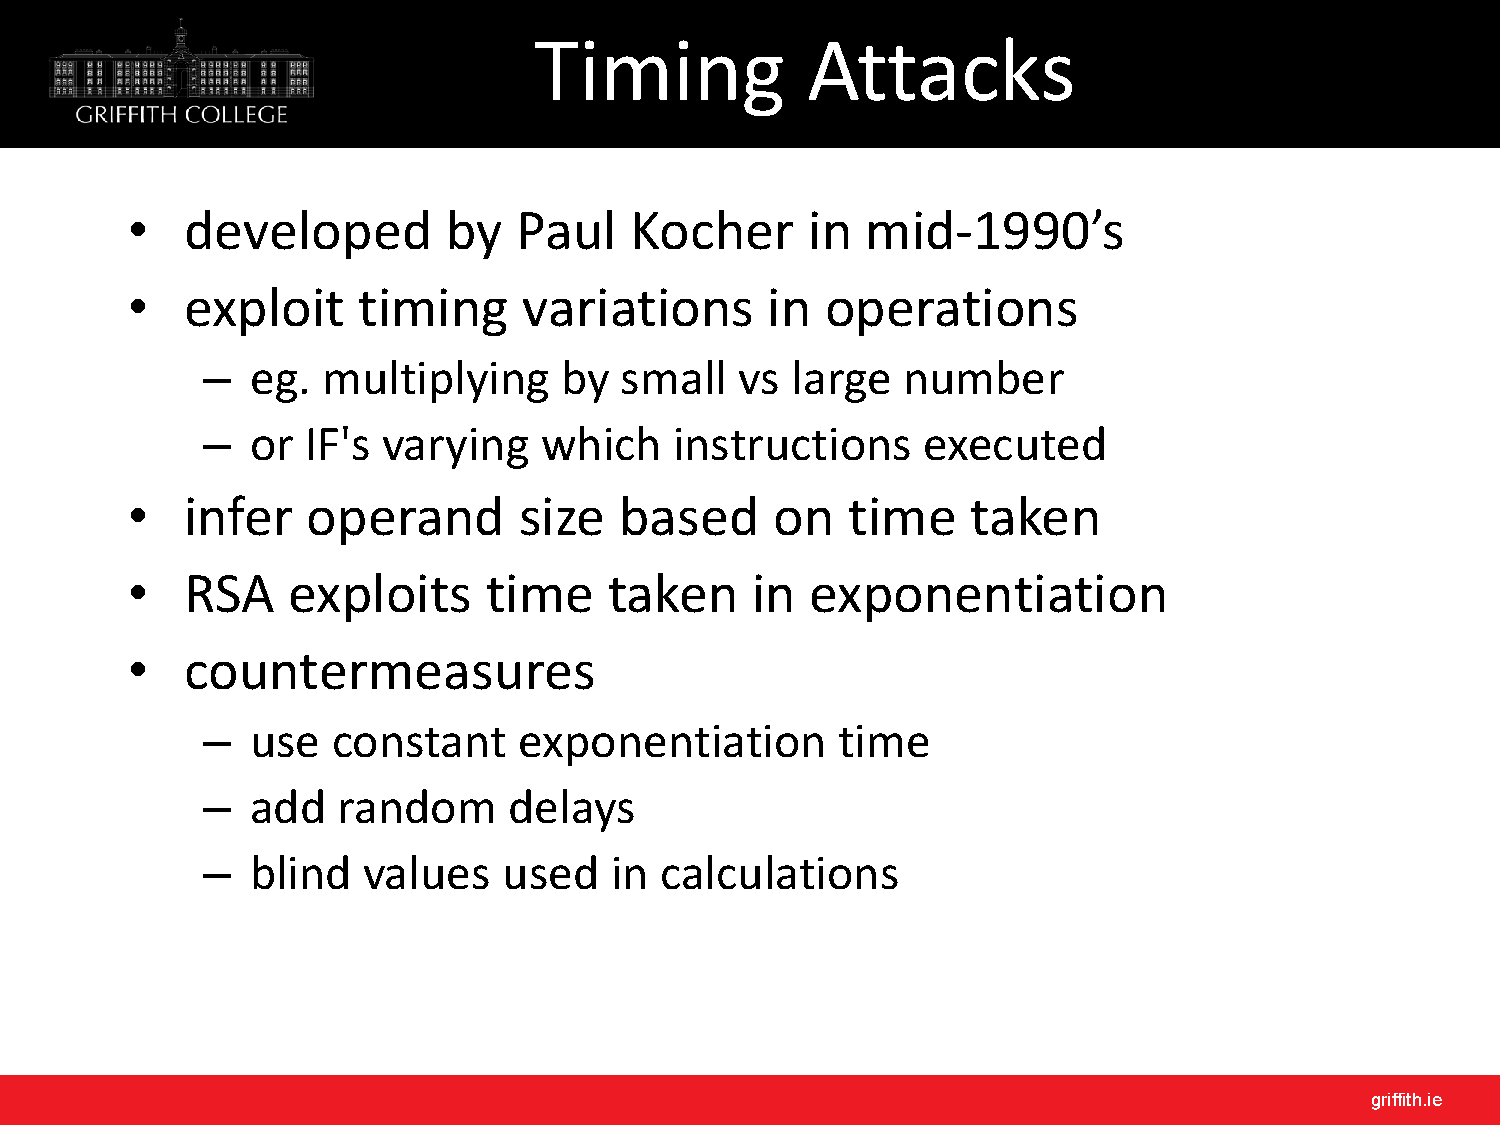 GRIFFITH COLLEGE
Timing Attacks
• developed by Paul Kocher in mid-1990’s
• exploit timing variations in operations
– eg. multiplying by small vs large number
– or IF's varying which instructions executed
• infer operand size based on time taken
• RSA exploits time taken in exponentiation
• countermeasures
– use constant exponentiation time
– add random delays
– blind values used in calculations
griffith.ie